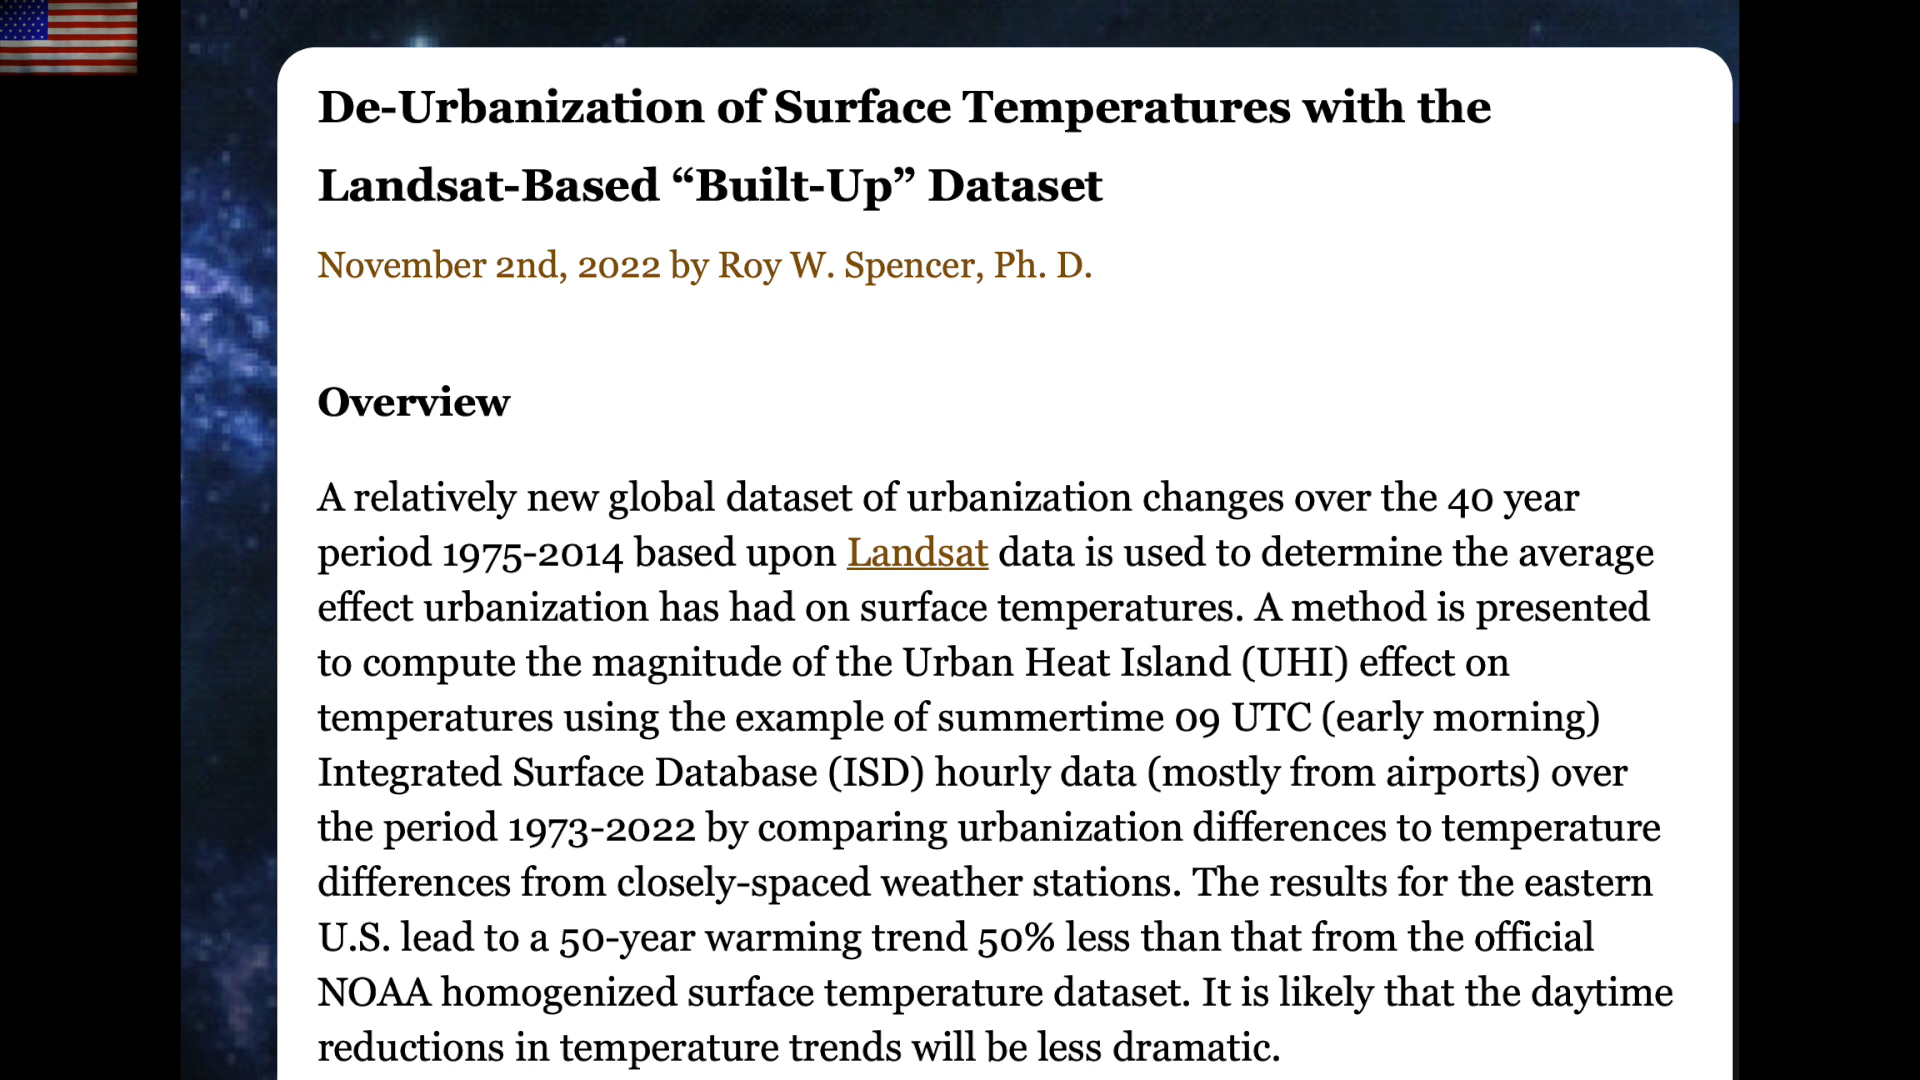 De-Urbanization of Surface Temperatures with the
Landsat-Based “Built-Up” Dataset
November 2nd, 2022 by Roy W. Spencer, Ph. D.
Overview
A relatively new global dataset of urbanization changes over the 40 year
period 1975-2014 based upon Landsat data is used to determine the average
effect urbanization has had on surface temperatures. A method is presented
to compute the magnitude of the Urban Heat Island (UHI) effect on
temperatures using the example of summertime 09 UTC (early morning)
Integrated Surface Database (ISD) hourly data (mostly from airports) over
the period 1973-2022 by comparing urbanization differences to temperature
differences from closely-spaced weather stations. The results for the eastern
U.S. lead to a 50-year warming trend 50% less than that from the official
NOAA homogenized surface temperature dataset. It is likely that the daytime
reductions in temperature trends will be less dramatic.